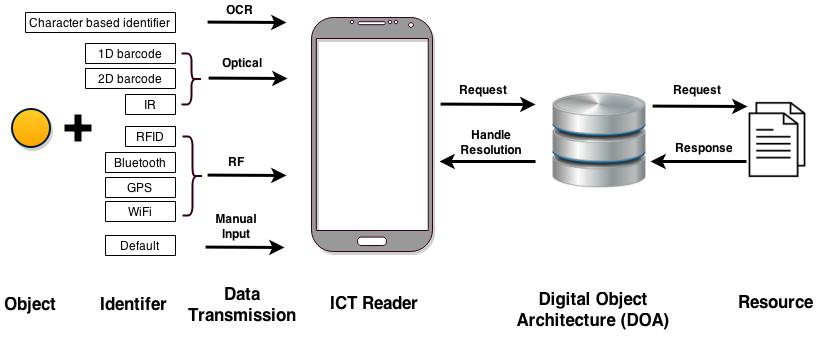 OCR
Character based identifier
1D barcode
Optical
2D barcode
IR
RFID
Bluetooth
RF
GPS
WiFi
Manual
Input
Default
Request
Handle
Resolution
Request
Response
Object
Identifer
Data
Transmission
ICT Reader
Digital Object
Architecture (DOA)
Resource